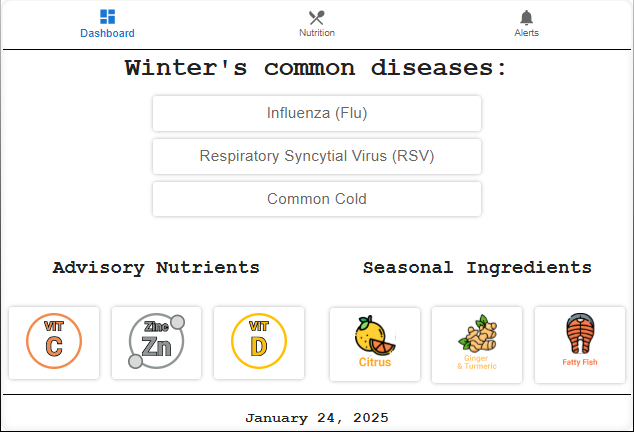 Dashboard
Nutrition
Alerts
Winter's common diseases:
Influenza (Flu)
Respiratory Syncytial Virus (RSV)
Common Cold
Advisory Nutrients
Seasonal Ingredients
VIT
C
Zinc
Zn
VIT
D
Citrus
Ginger
& Turmeric
Fatty Fish
January 24, 2025